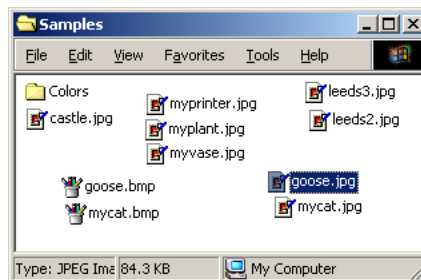 Samples
File Edit View Favorites Tools Help
Colors
castle.jpg
myprinter.jpg
myplant.jpg
myvase.jpg
leeds3.jpg
leeds2.jpg
goose.bmp
mycat.bmp
goose.jpg
mycat.jpg
Type: JPEG Ima 84.3 KB My Computer